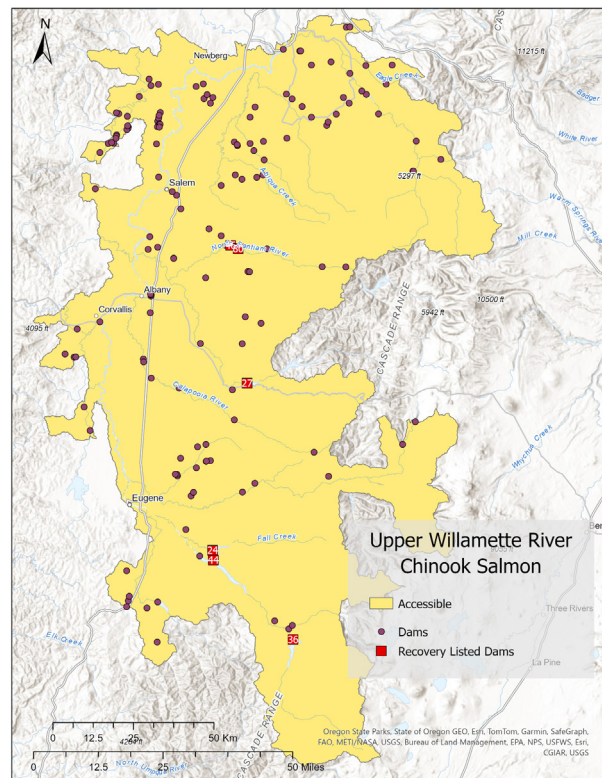 N
CASC
11215 ft
Newberg
Eagle Creek
Badger
White River
5297 ft
Salem
Abiqua Creek
Warm Springs River
Mill Creek
North Santiam River
Albany
10500 ft
5942 ft
CASCADE RANGE
Corvallis
4095 ft
27
Calapooia River
Whychus Creek
Eugene
Ber
24
44
Fall Creek
Upper Willamette River
Chinook Salmon
Accessible
Dams
Recovery Listed Dams
Three Rivers
36
Elk Creek
La Pine
CASCADE RANGE
0 12.5 25 50 Km
Oregon State Parks, State of Oregon GEO, Esri, TomTom, Garmin, SafeGraph,
FAO, METI/NASA, USGS, Bureau of Land Management, EPA, NPS, USFWS, Esri,
CGIAR, USGS
0 12.5 25 50 Miles
North Umpqua River